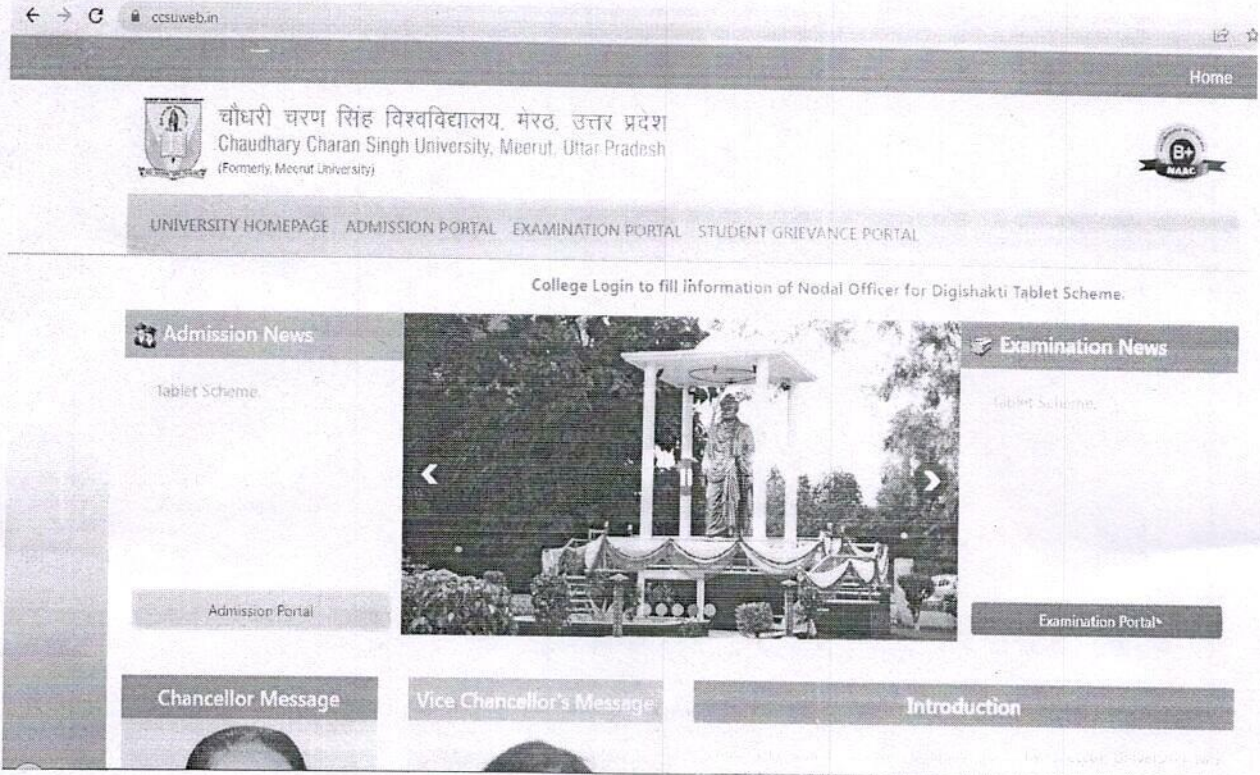 ccsuweb.in
Home
चौधरी चरण सिंह विश्वविद्यालय, मेरठ, उत्तर प्रदेश
Chaudhary Charan Singh University, Meerut, Uttar Pradesh
(Formerly, Meerut University)
B+
NAAC
UNIVERSITY HOMEPAGE ADMISSION PORTAL EXAMINATION PORTAL STUDENT GRIEVANCE PORTAL
College Login to fill information of Nodal Officer for Digishakti Tablet Scheme.
Admission News
Tablet Scheme.
Admission Portal
Examination News
Tablet Scheme.
Examination Portal
Chancellor Message
Vice Chancellor's Message
Introduction